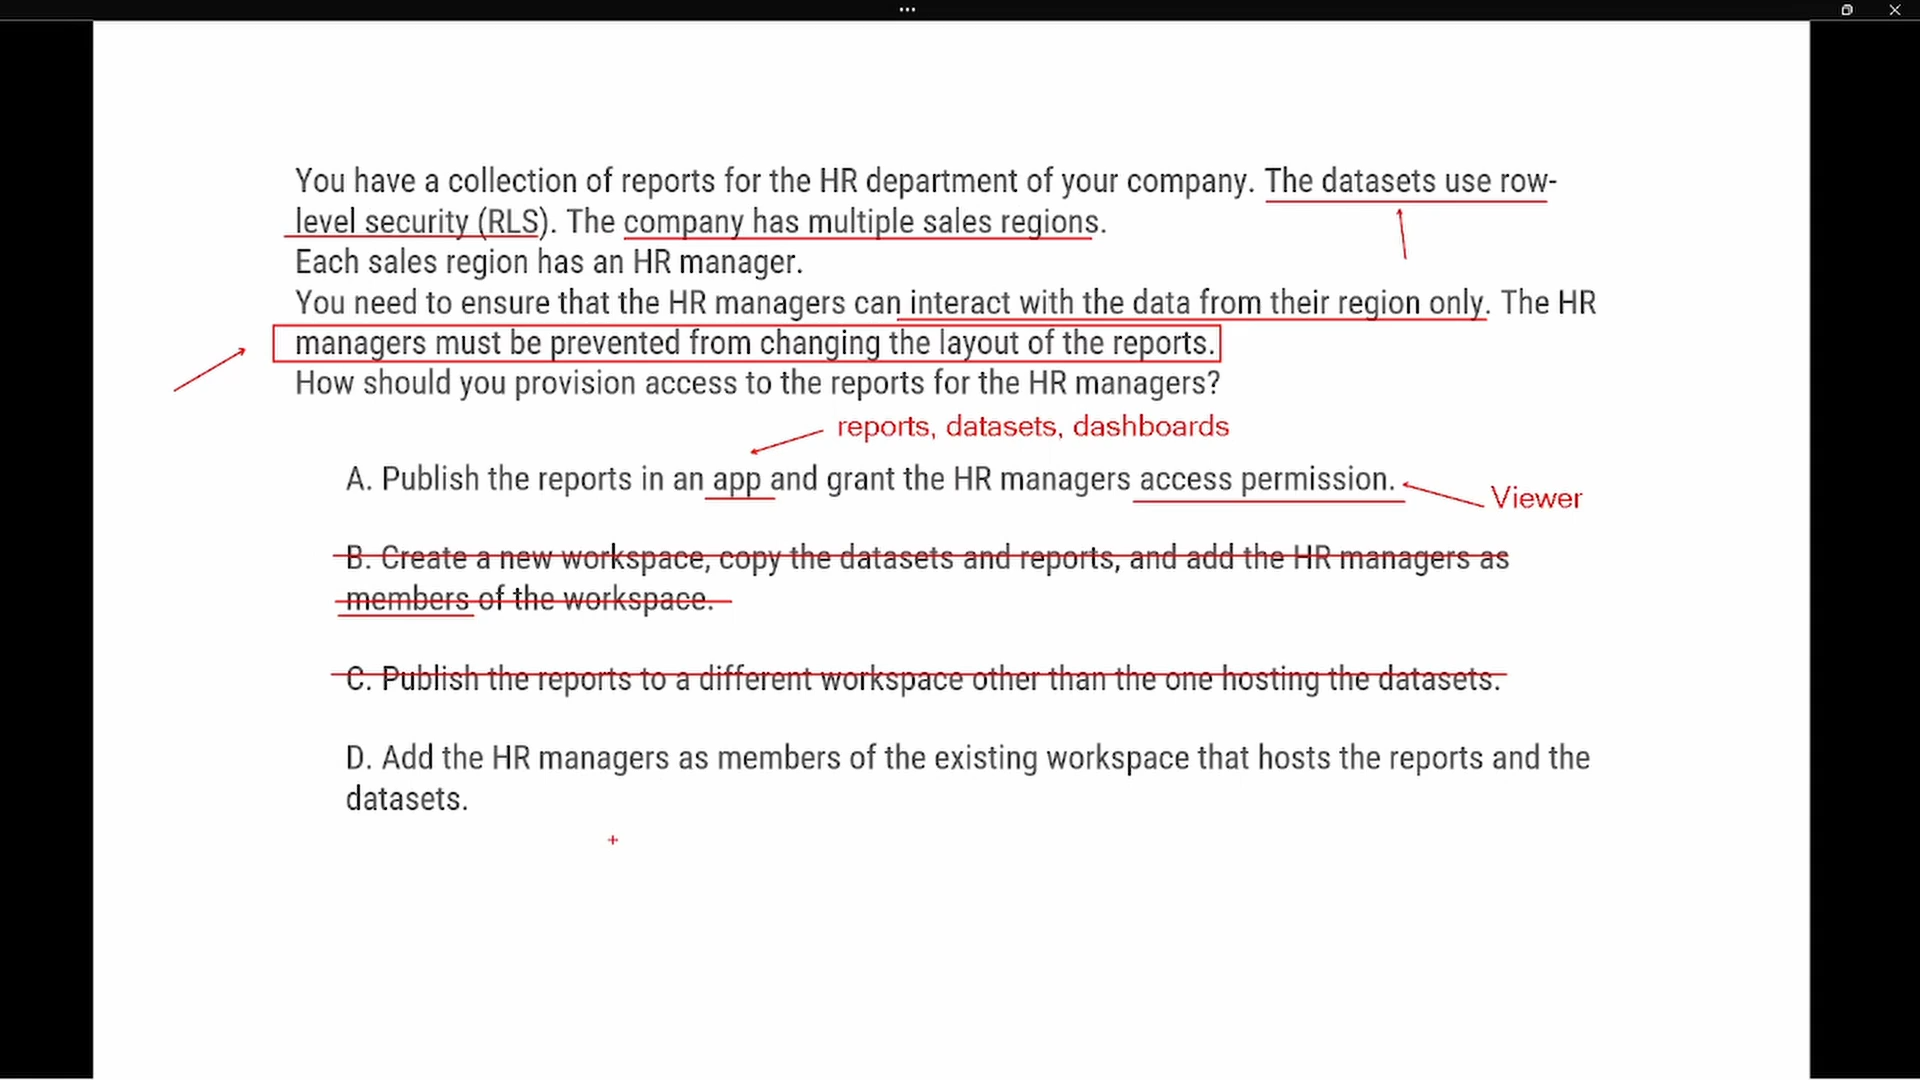 You have a collection of reports for the HR department of your company. The datasets use row-
level security (RLS). The company has multiple sales regions.
Each sales region has an HR manager.
You need to ensure that the HR managers can interact with the data from their region only. The HR
managers must be prevented from changing the layout of the reports.
How should you provision access to the reports for the HR managers?
reports, datasets, dashboards
A. Publish the reports in an app and grant the HR managers access permission.
Viewer
B. Create a new workspace, copy the datasets and reports, and add the HR managers as
members of the workspace.
C. Publish the reports to a different workspace other than the one hosting the datasets.
D. Add the HR managers as members of the existing workspace that hosts the reports and the
datasets.